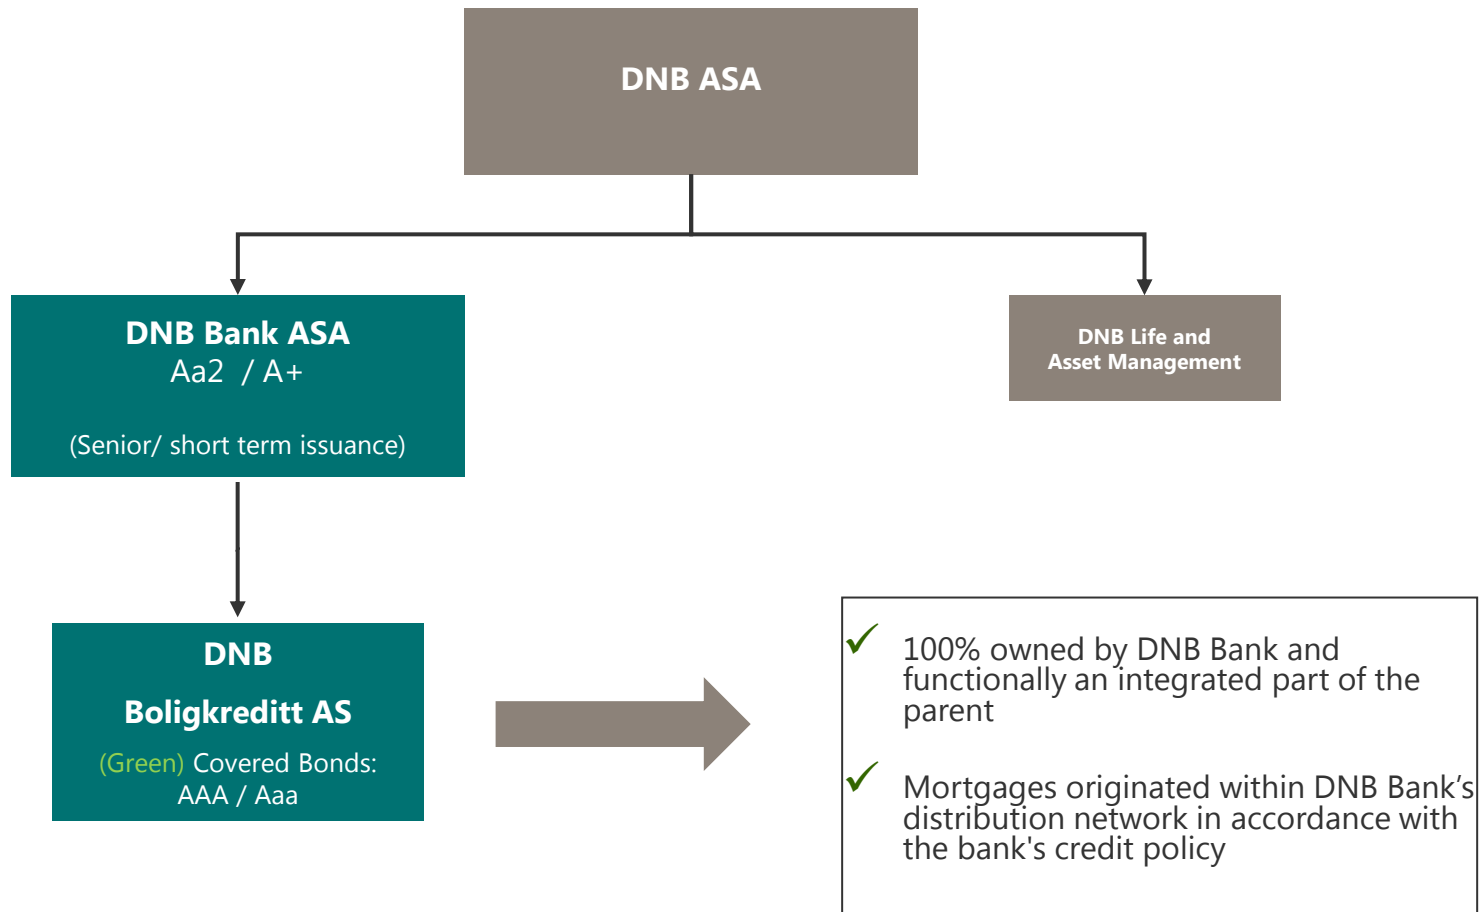 DNB ASA
DNB Bank ASA
Aa2 / A+
(Senior/ short term issuance)
DNB Life and
Asset Management
DNB
Boligkreditt AS
(Green) Covered Bonds:
AAA / Aaa
✓ 100% owned by DNB Bank and
functionally an integrated part of the
parent
✓ Mortgages originated within DNB Bank’s
distribution network in accordance with
the bank's credit policy